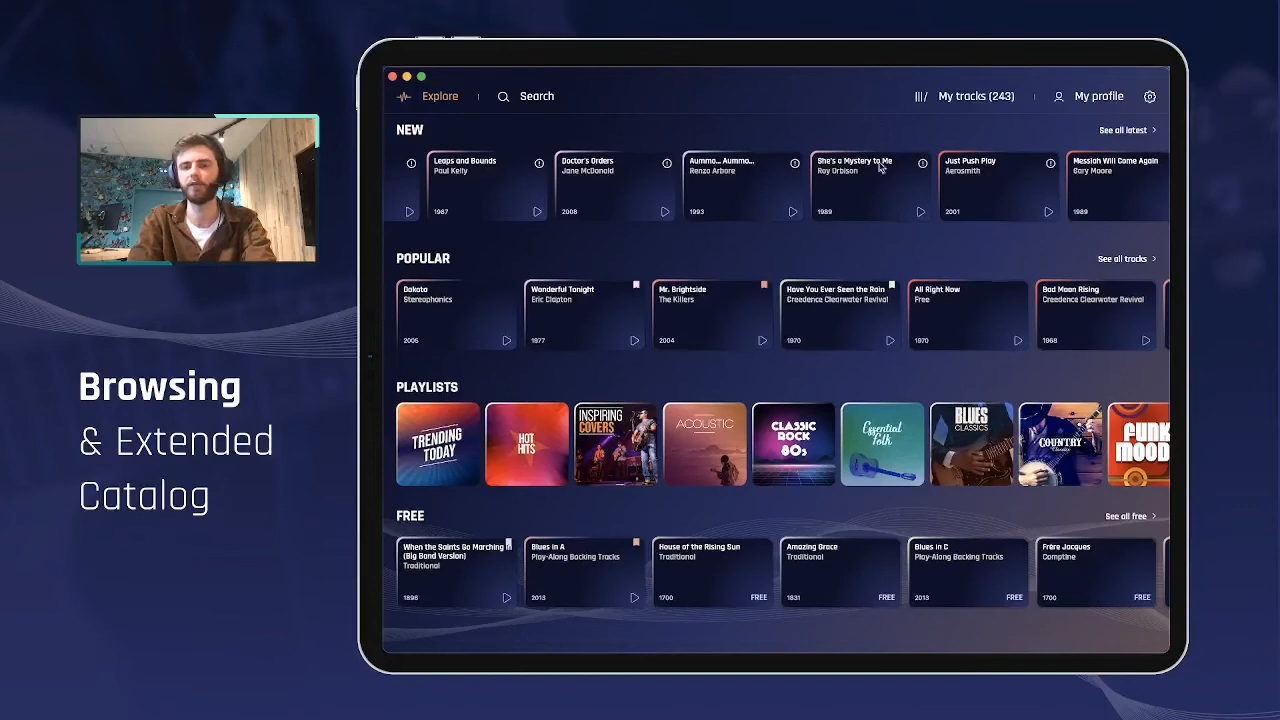 Explore
Search
My tracks (243)
My profile
NEW
See all latest
Leaps and Bounds
Paul Kelly
1987
Doctor's Orders
Jane McDonald
2008
Aummo... Aummo...
Renzo Arbore
1993
She's a Mystery to Me
Roy Orbison
1989
Just Push Play
Aerosmith
2001
Messiah Will Come Again
Gary Moore
1989
POPULAR
See all tracks
Dakota
Stereophonics
2005
Wonderful Tonight
Eric Clapton
1977
Mr. Brightside
The Killers
2004
Have You Ever Seen the Rain
Creedence Clearwater Revival
1970
All Right Now
Free
1970
Bad Moon Rising
Creedence Clearwater Revival
1968
Browsing
& Extended
Catalog
PLAYLISTS
TRENDING
TODAY
HOT
HITS
INSPIRING
COVERS
ACOUSTIC
CLASSIC
ROCK
80s
Essential
folk
BLUES
CLASSICS
COUNTRY
Classics
FUNK
MOOD
FREE
See all free
When the Saints Go Marching In
(Big Band Version)
Traditional
1896
Blues in A
Play-Along Backing Tracks
2013
House of the Rising Sun
Traditional
1700
FREE
Amazing Grace
Traditional
1831
FREE
Blues in C
Play-Along Backing Tracks
2013
FREE
Frère Jacques
Comptine
1700
FREE